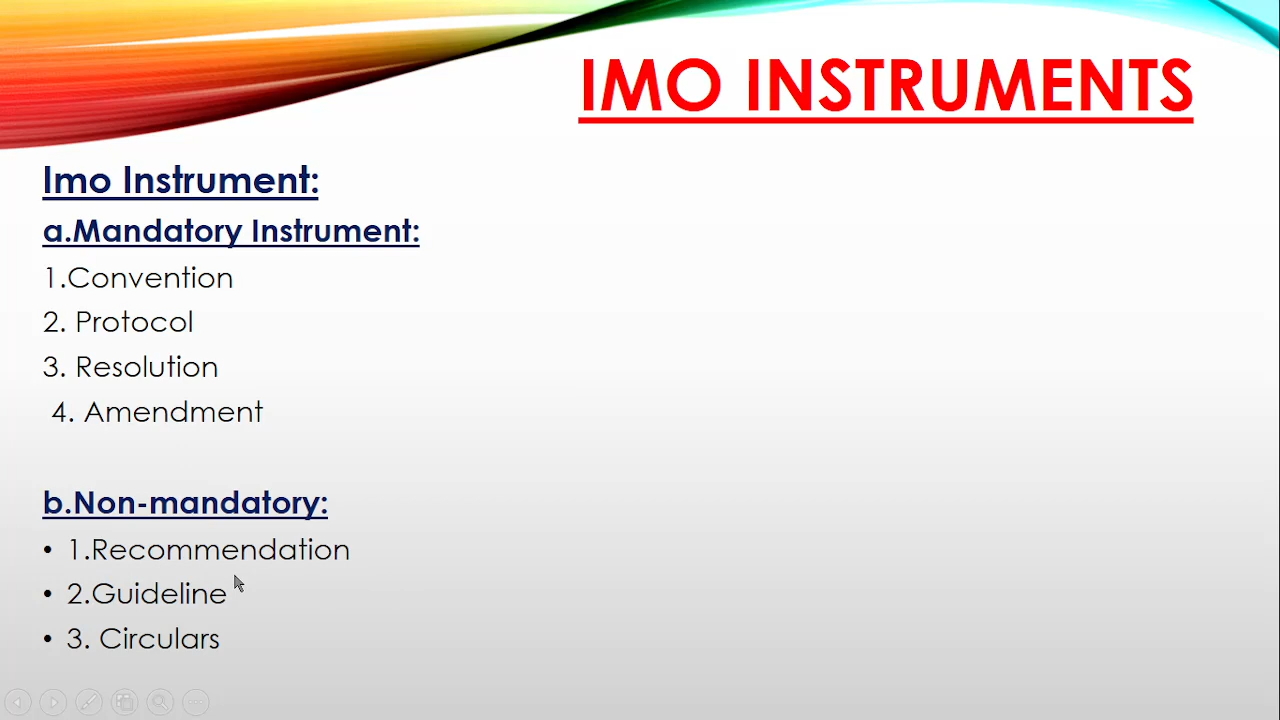 IMO INSTRUMENTS
Imo Instrument:
a.Mandatory Instrument:
1.Convention
2. Protocol
3. Resolution
4. Amendment
b.Non-mandatory:
• 1.Recommendation
• 2.Guideline
• 3. Circulars